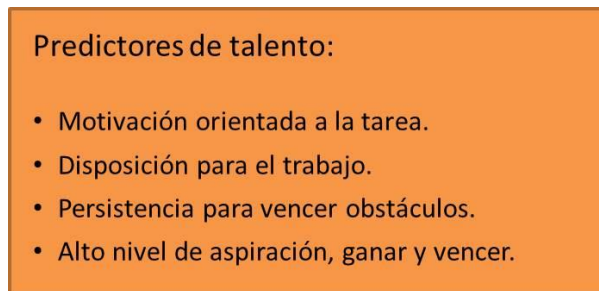 Predictores de talento:
• Motivación orientada a la tarea.
• Disposición para el trabajo.
• Persistencia para vencer obstáculos.
• Alto nivel de aspiración, ganar y vencer.